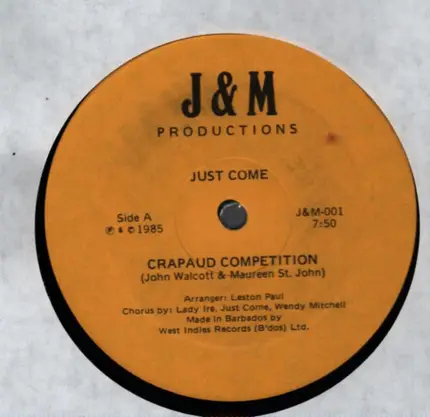 J & M
PRODUCTIONS
JUST COME
Side A
℗ & © 1985
J&M-001
7:50
CRAPAUD COMPETITION
(John Walcott & Maureen St. John)
Arranger: Leston Paul
Chorus by: Lady Ire, Just Come, Wendy Mitchell
Made in Barbados by
West Indies Records (B'dos) Ltd.